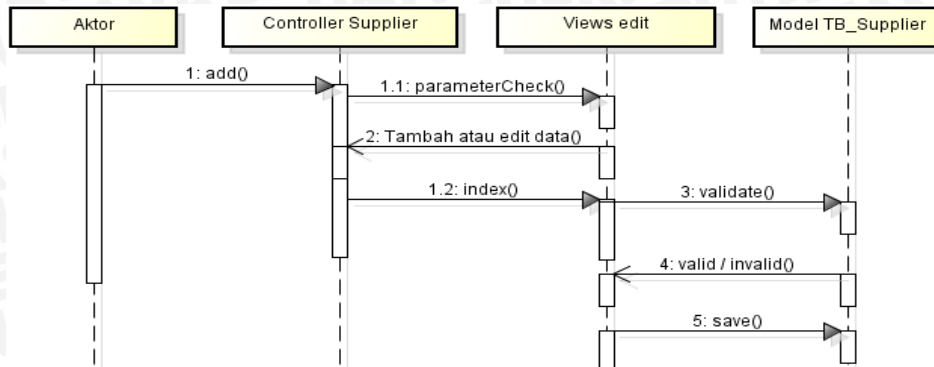 Aktor
Controller Supplier
Views edit
Model TB_Supplier
1: add()
1.1: parameterCheck()
2: Tambah atau edit data()
1.2: index()
3: validate()
4: valid / invalid()
5: save()